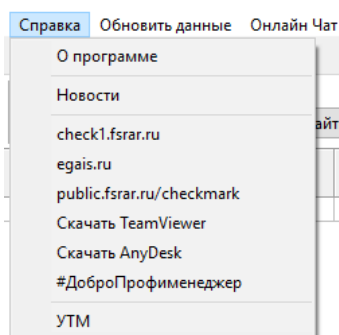 Справка Обновить данные Онлайн Чат
О программе
Новости
check1.fsrar.ru
айт
egais.ru
public.fsrar.ru/checkmark
Скачать TeamViewer
Скачать AnyDesk
#ДоброПрофименеджер
УТМ